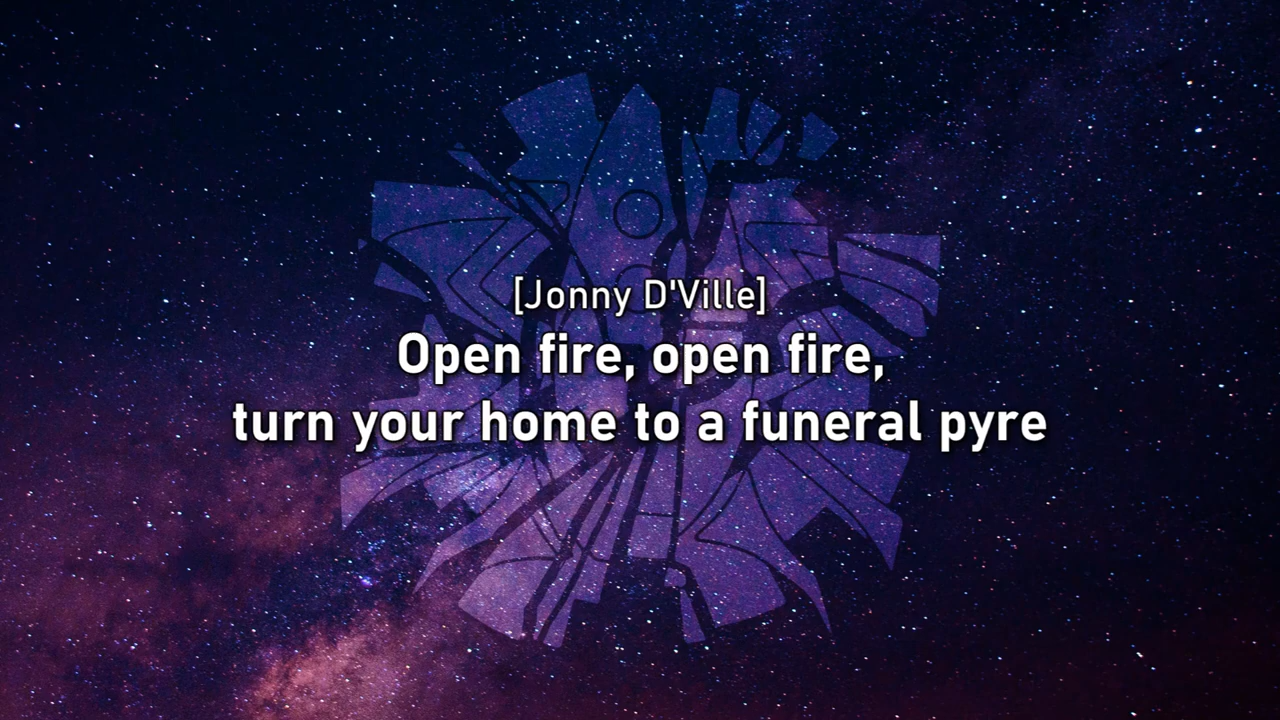 [Jonny D'Ville]
Open fire, open fire,
turn your home to a funeral pyre